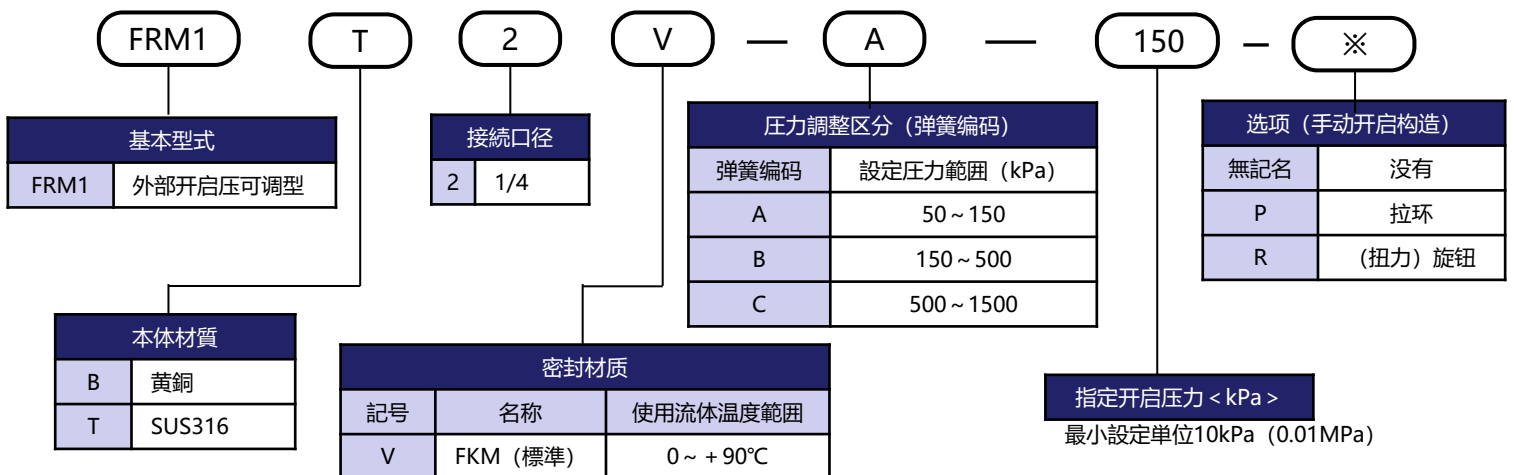 FRM1 T 2 V — A — 150 - ※
基本型式
FRM1 外部开启压可调型
接続口径
2 1/4
圧力調整区分（弹簧编码）
弹簧编码 設定圧力範囲（kPa）
A 50～150
B 150～500
C 500～1500
选项（手动开启构造）
無記名 没有
P 拉环
R （扭力）旋钮
本体材質
B 黄銅
T SUS316
密封材质
記号 名称 使用流体温度範囲
V FKM（標準） 0～+90℃
指定开启压力＜kPa＞
最小設定単位10kPa（0.01MPa）